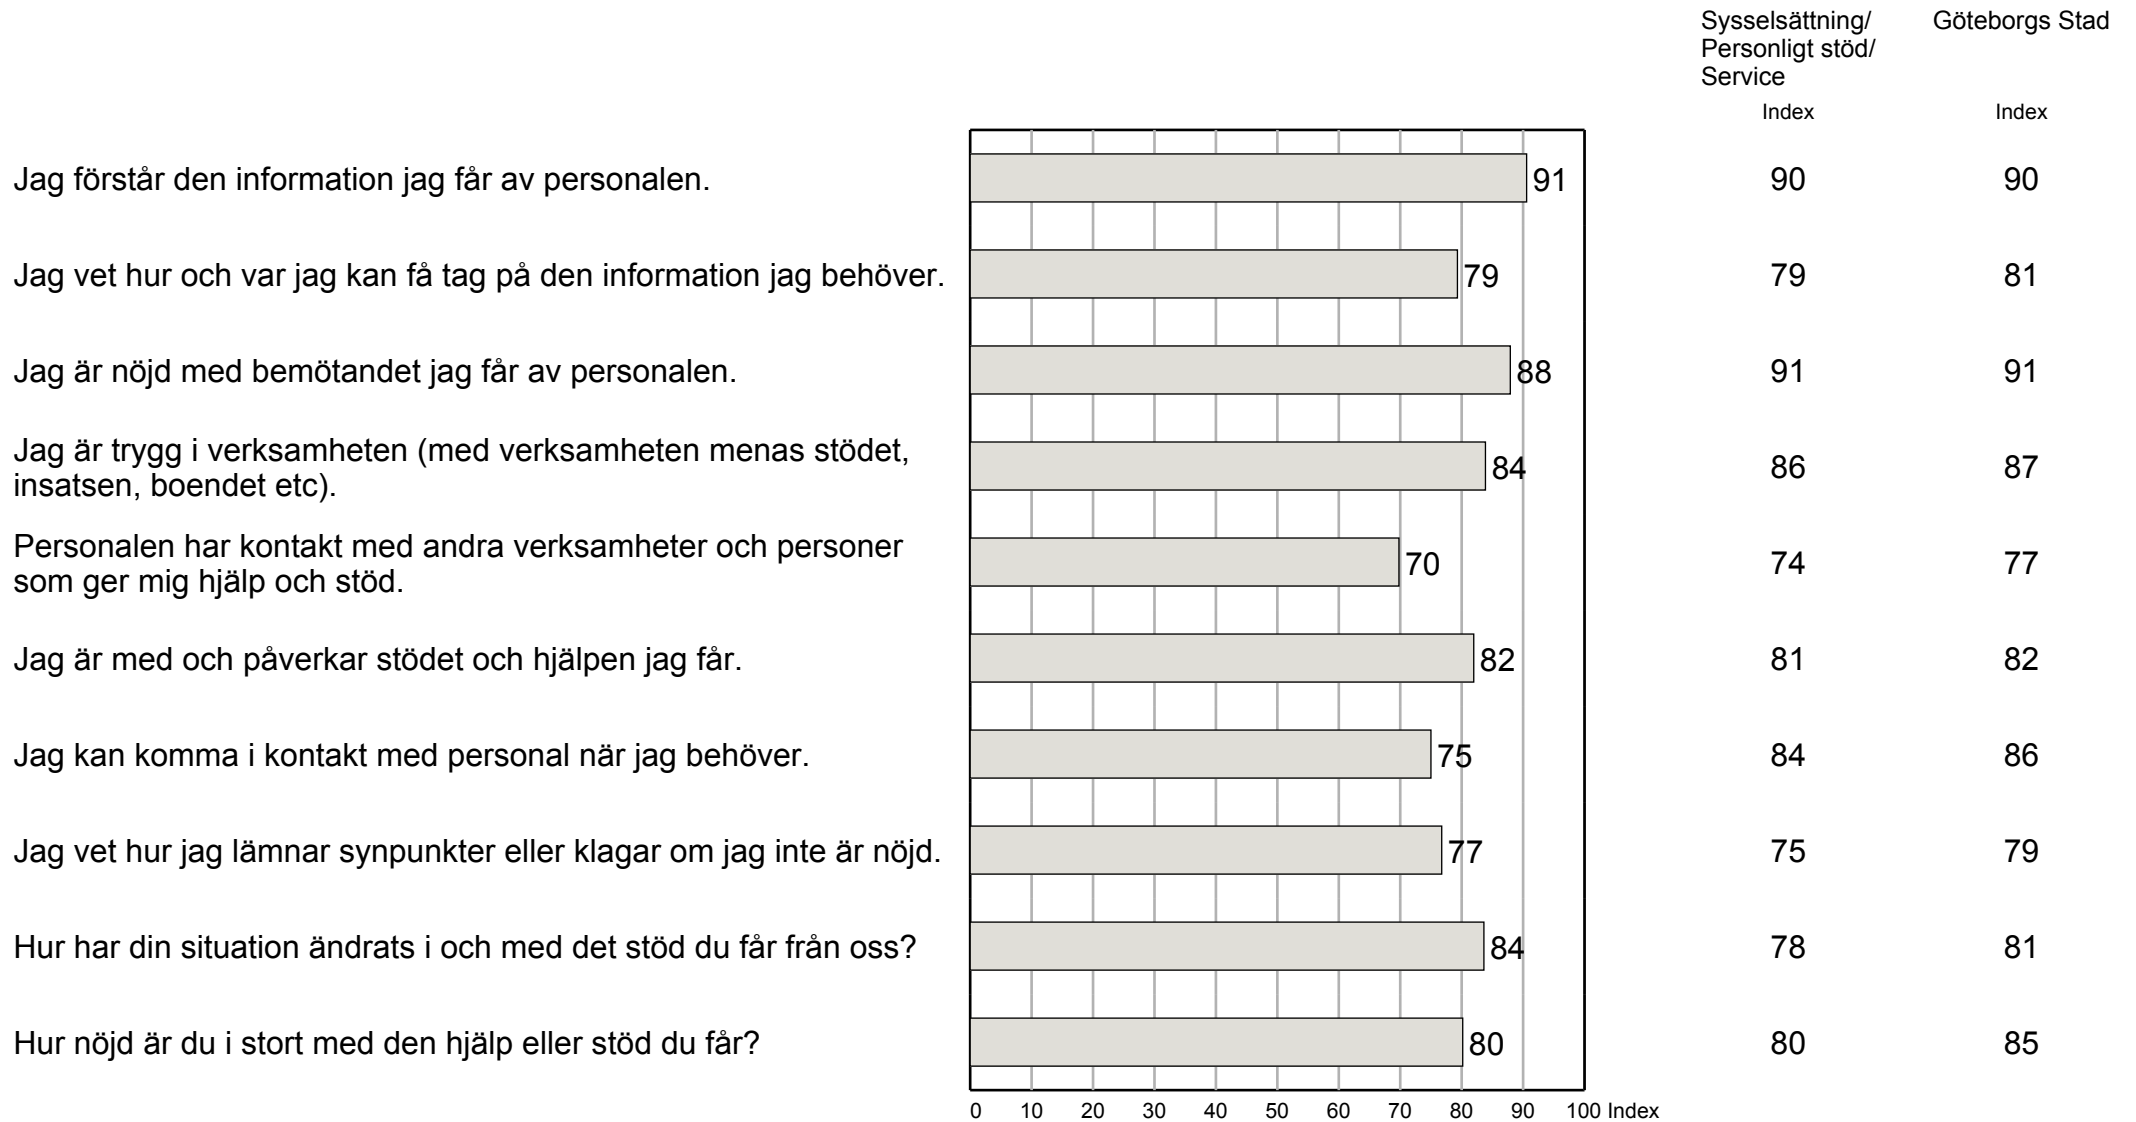 Sysselsättning/
Personligt stöd/
Service
Göteborgs Stad
Index
Index
Jag förstår den information jag får av personalen.
91
90
90
Jag vet hur och var jag kan få tag på den information jag behöver.
79
79
81
Jag är nöjd med bemötandet jag får av personalen.
88
91
91
Jag är trygg i verksamheten (med verksamheten menas stödet,
insatsen, boendet etc).
84
86
87
Personalen har kontakt med andra verksamheter och personer
som ger mig hjälp och stöd.
70
74
77
Jag är med och påverkar stödet och hjälpen jag får.
82
81
82
Jag kan komma i kontakt med personal när jag behöver.
75
84
86
Jag vet hur jag lämnar synpunkter eller klagar om jag inte är nöjd.
77
75
79
Hur har din situation ändrats i och med det stöd du får från oss?
84
78
81
Hur nöjd är du i stort med den hjälp eller stöd du får?
80
80
85
0 10 20 30 40 50 60 70 80 90 100 Index